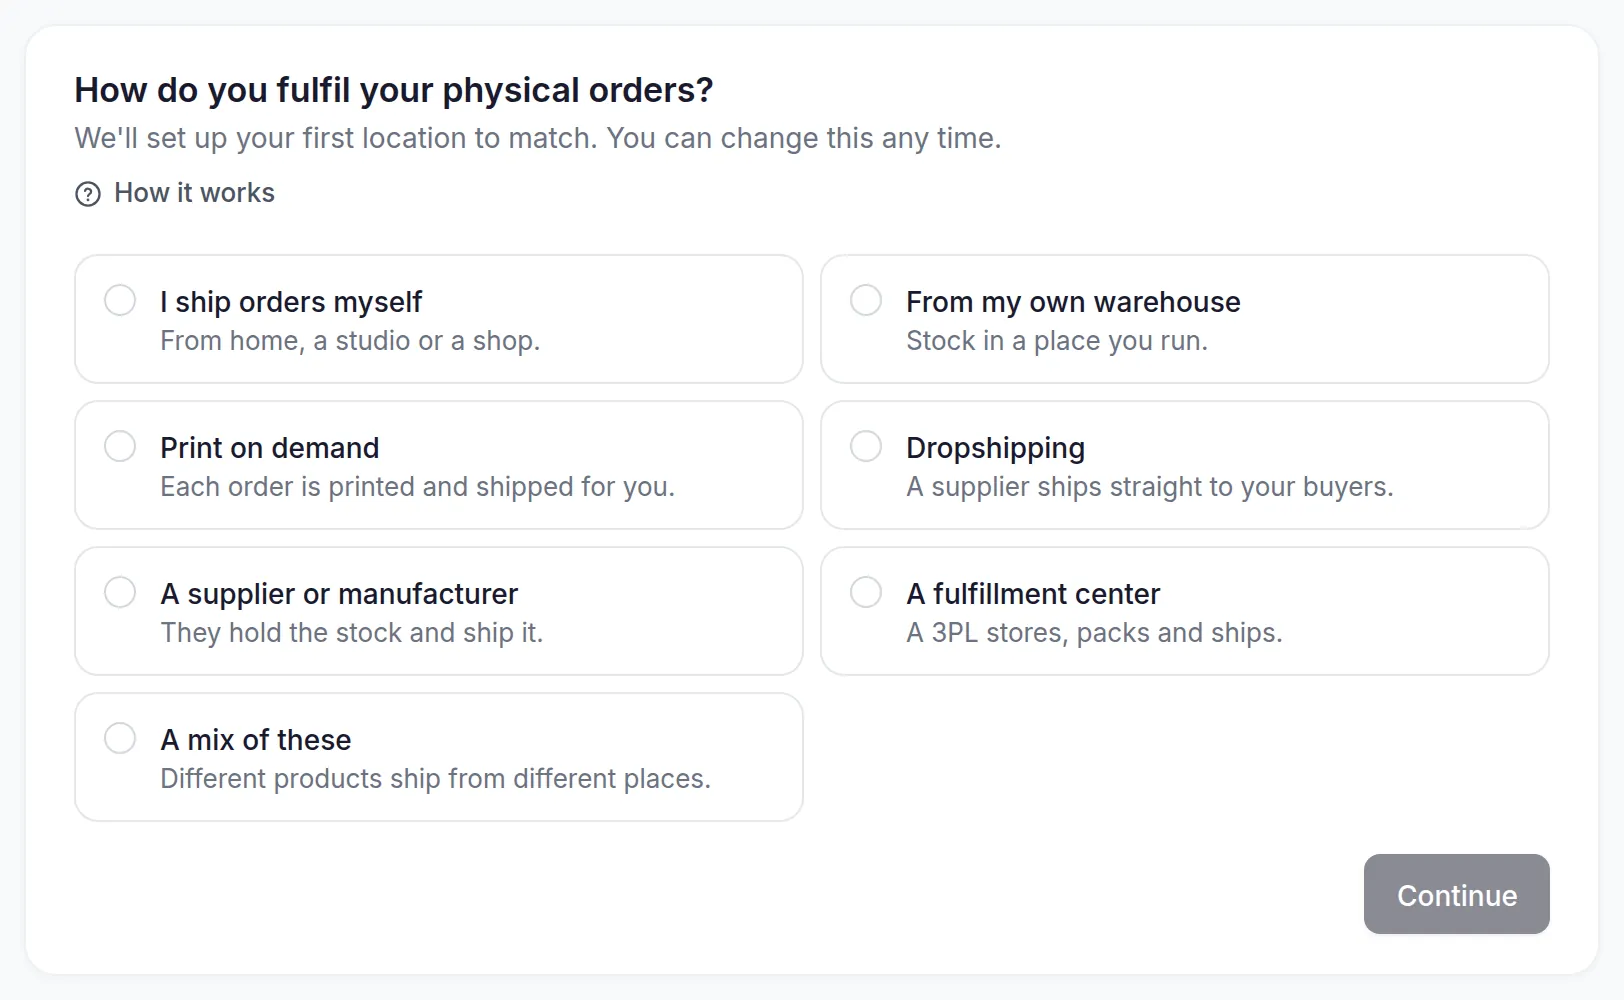 How do you fulfil your physical orders?
We'll set up your first location to match. You can change this any time.
How it works
I ship orders myself
From home, a studio or a shop.
From my own warehouse
Stock in a place you run.
Print on demand
Each order is printed and shipped for you.
Dropshipping
A supplier ships straight to your buyers.
A supplier or manufacturer
They hold the stock and ship it.
A fulfillment center
A 3PL stores, packs and ships.
A mix of these
Different products ship from different places.
Continue